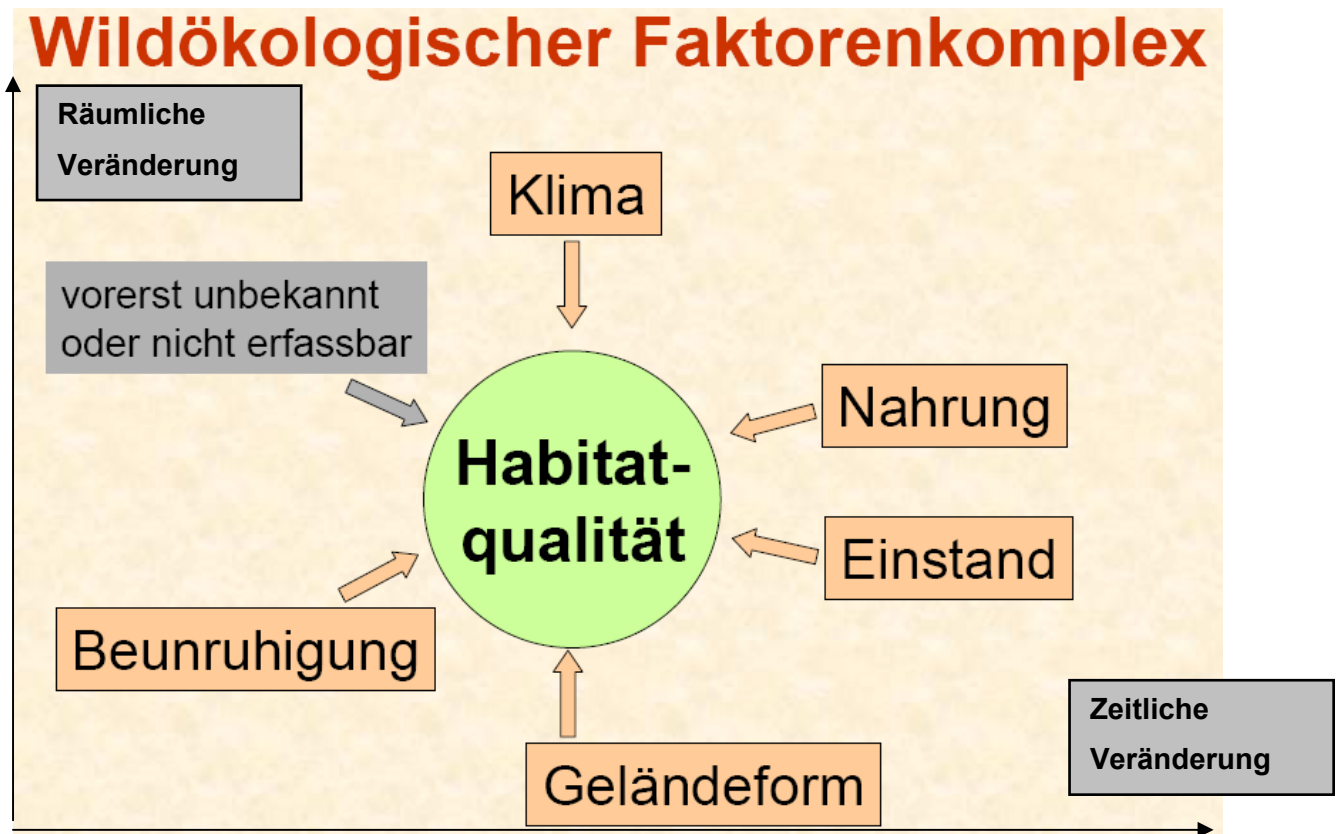 Wildökologischer Faktorenkomplex
Räumliche
Veränderung
Klima
vorerst unbekannt
oder nicht erfassbar
Nahrung
Habitat-
qualität
Einstand
Beunruhigung
Zeitliche
Veränderung
Geländeform